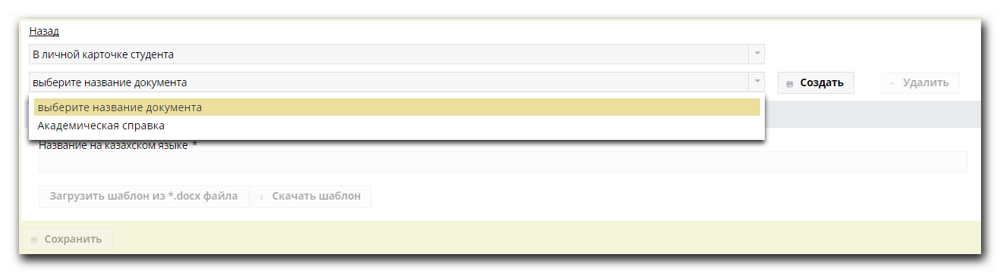 Назад
В личной карточке студента
выберите название документа
Создать
Удалить
выберите название документа
Академическая справка
Название на казахском языке *
Загрузить шаблон из *.docx файла
Скачать шаблон
Сохранить